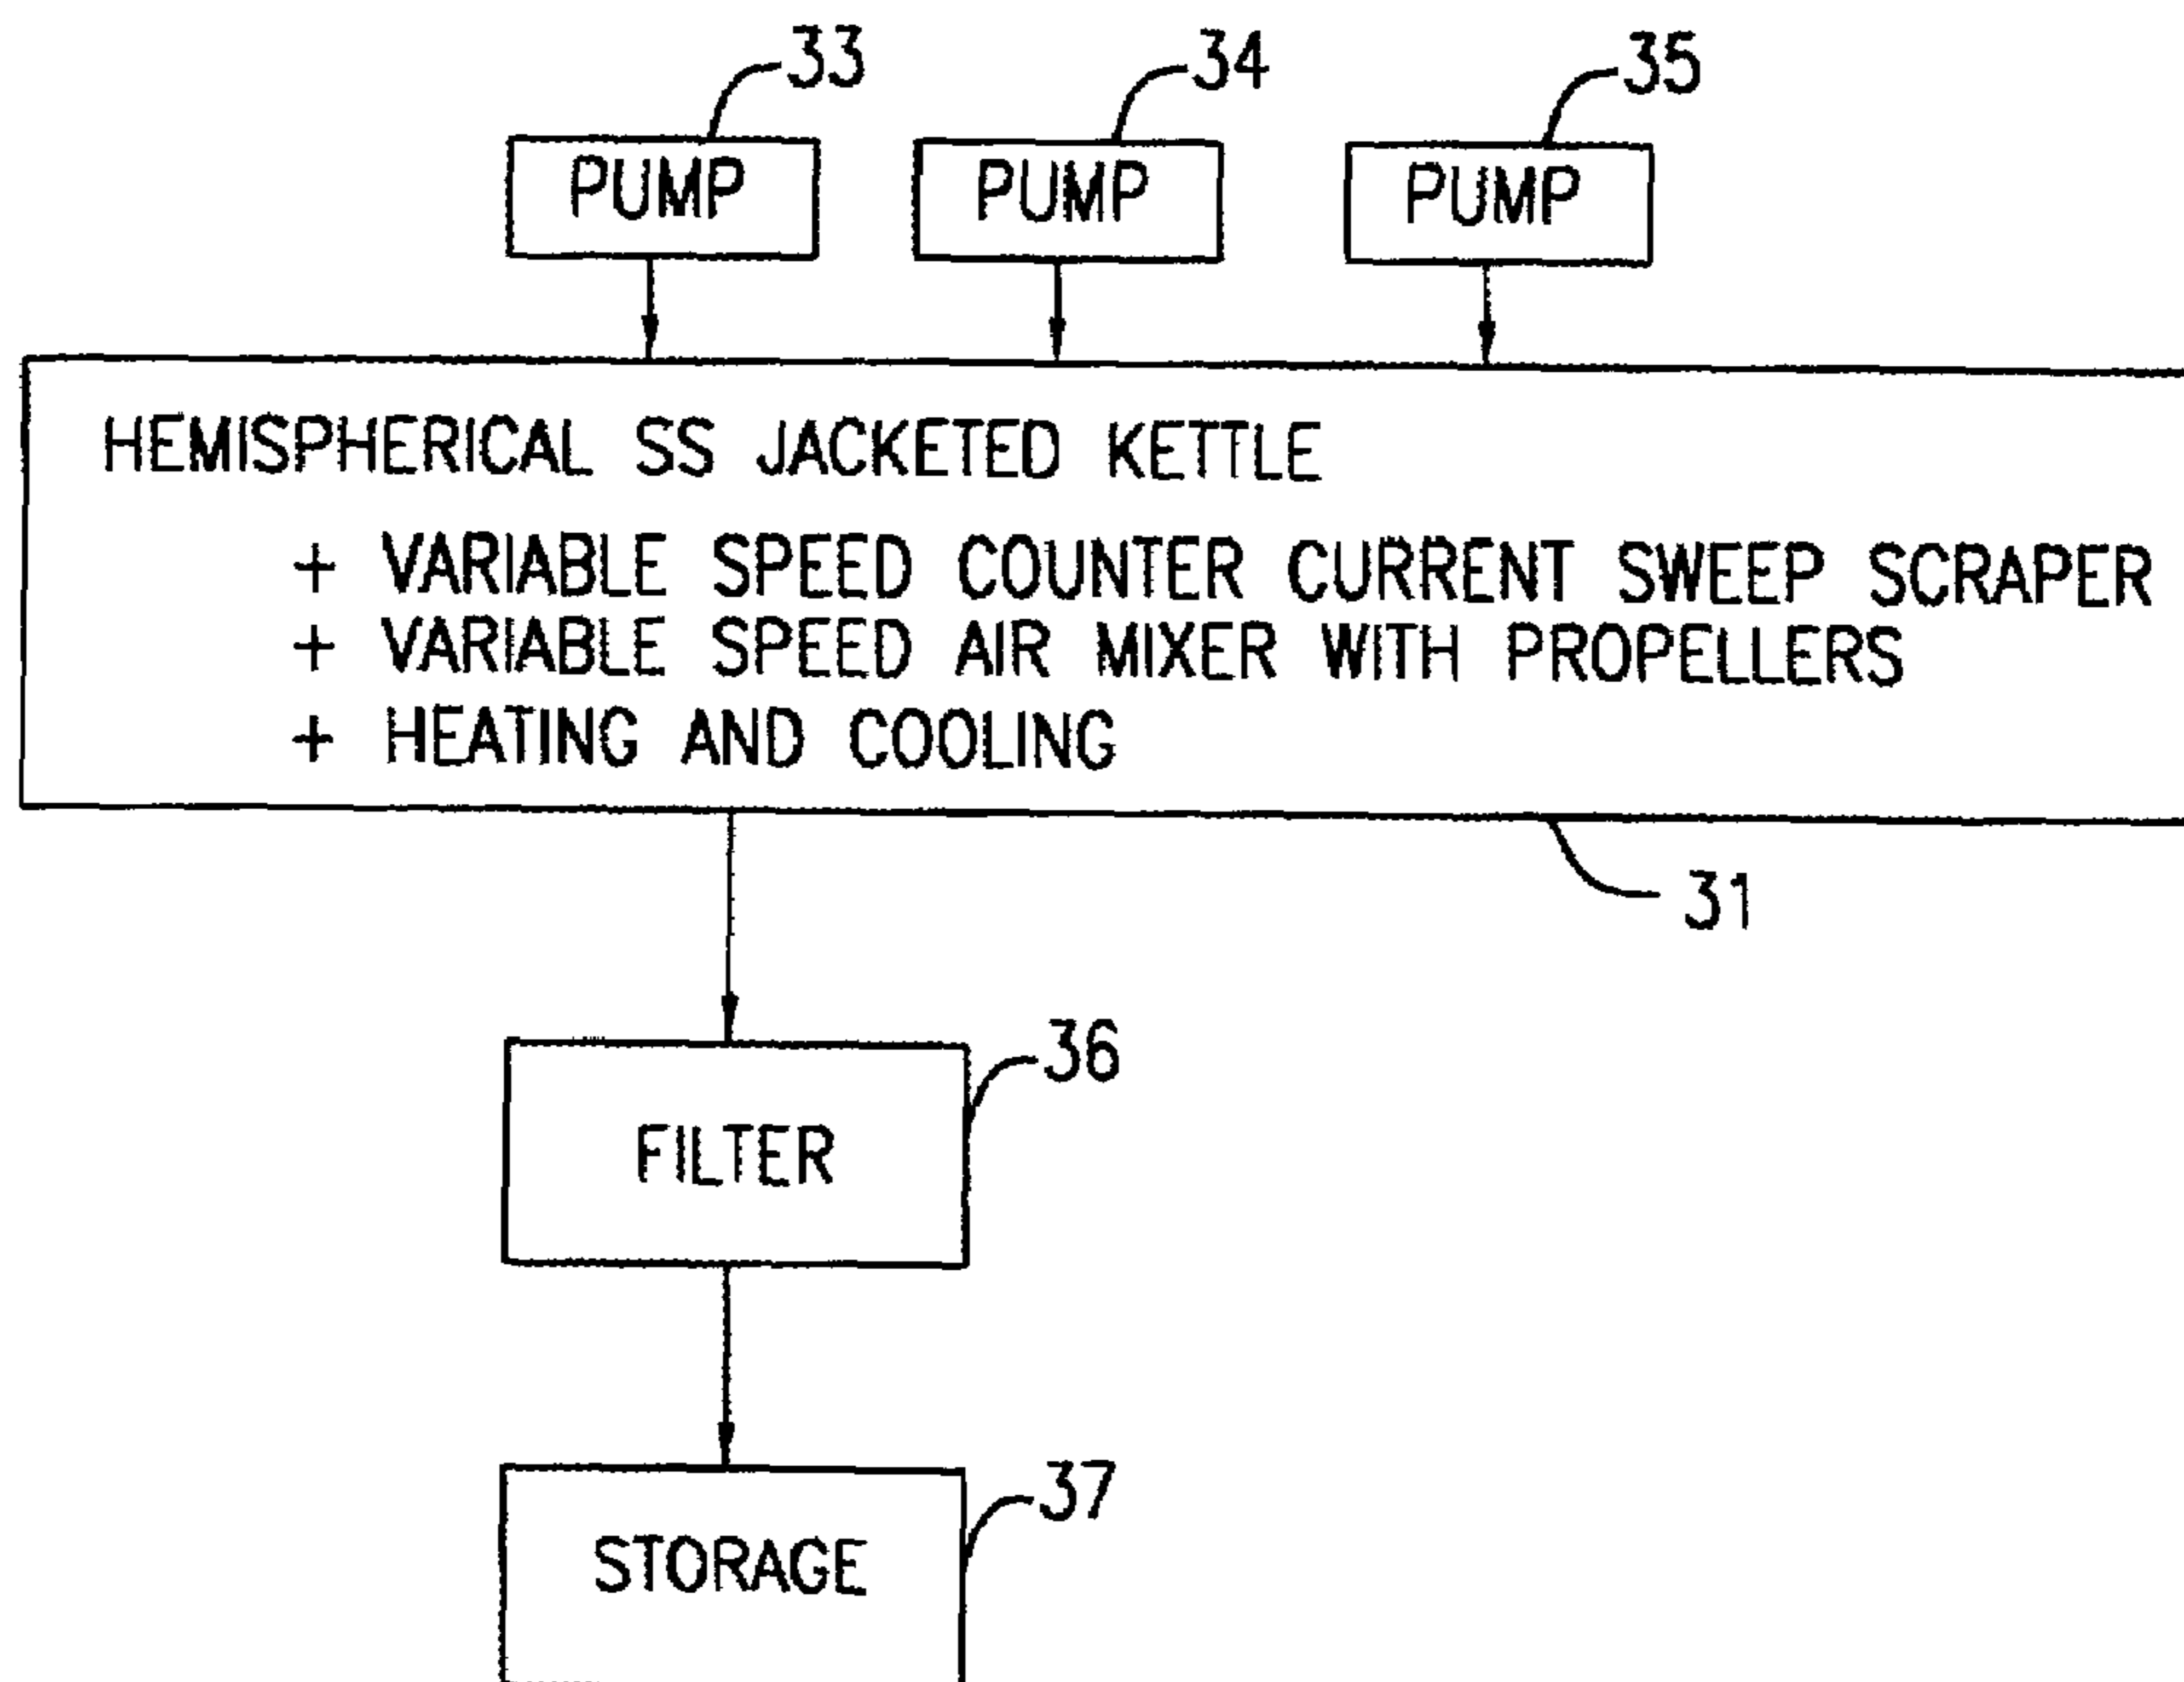 33
34
35
PUMP
PUMP
PUMP
HEMISPHERICAL SS JACKETED KETTLE
+ VARIABLE SPEED COUNTER CURRENT SWEEP SCRAPER
+ VARIABLE SPEED AIR MIXER WITH PROPELLERS
+ HEATING AND COOLING
31
36
FILTER
37
STORAGE